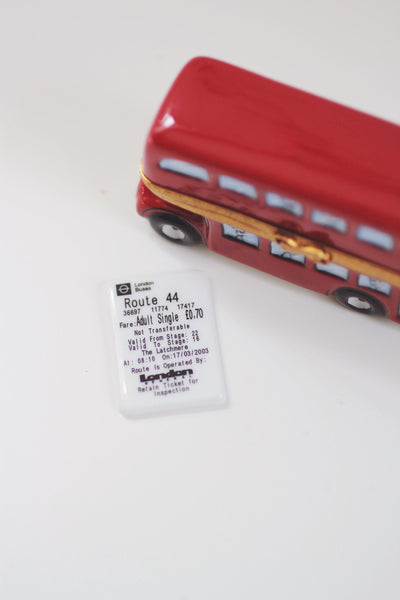 London
Buses
Route 44
36697 11774 17417
Fare: Adult Single £0.70
Not Transferable
Valid From Stage: 22
Valid To Stage: 16
The Latchmere
At: 08:10 On:17/03/2003
Route Is Operated By:
London
GENERAL
Retain Ticket for
Inspection